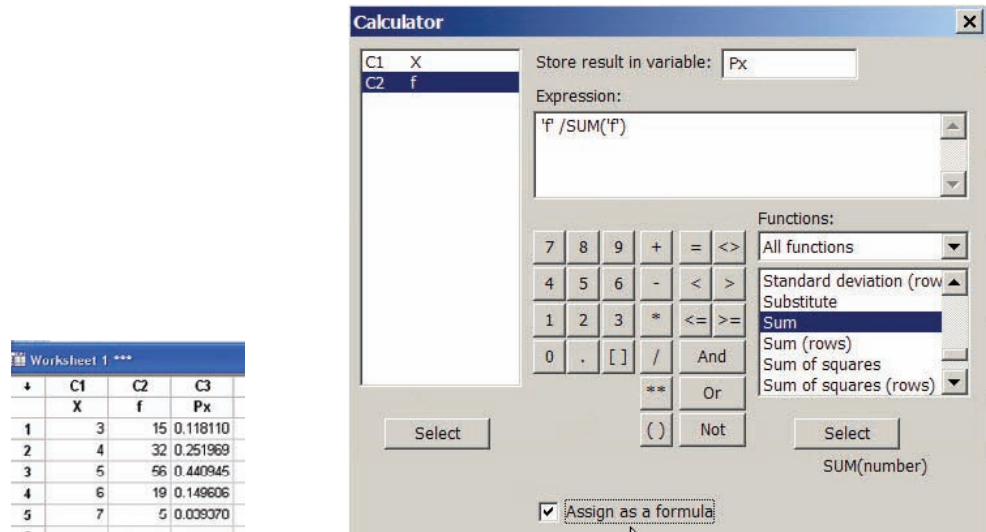 Calculator
C1 X
C2 f
Store result in variable: Px
Expression:
'f' /SUM('f')
Functions:
All functions
7 8 9 + = <>
4 5 6 - < >
1 2 3 * <= >=
0 . [ ] / And
** Or
( ) Not
Standard deviation (row
Substitute
Sum
Sum (rows)
Sum of squares
Sum of squares (rows)
Select
Select
SUM(number)
Assign as a formula
Worksheet 1 ***
C1 C2 C3
X f Px
1 3 15 0.118110
2 4 32 0.251969
3 5 56 0.440945
4 6 19 0.149606
5 7 5 0.039370